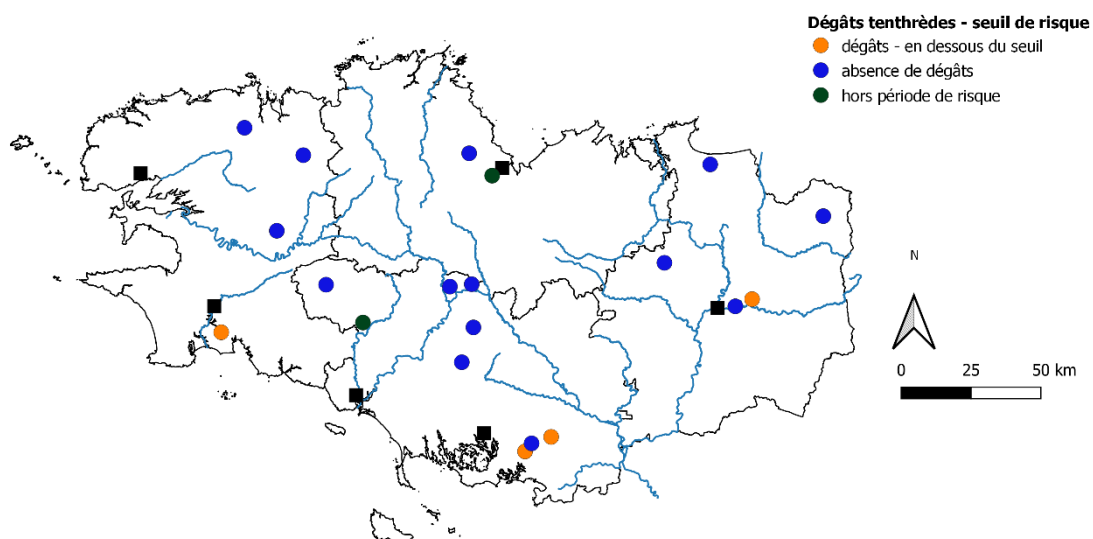 Dégâts tenthrèdes - seuil de risque
dégâts - en dessous du seuil
absence de dégâts
hors période de risque
N
0 25 50 km